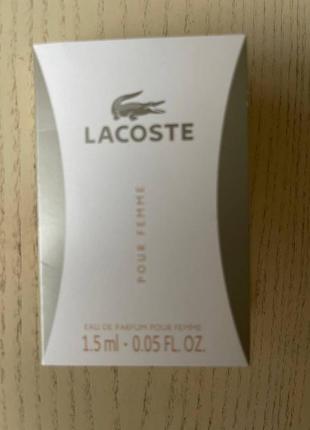 LACOSTE
POUR FEMME
EAU DE PARFUM POUR FEMME
1.5 ml - 0.05 FL. OZ.